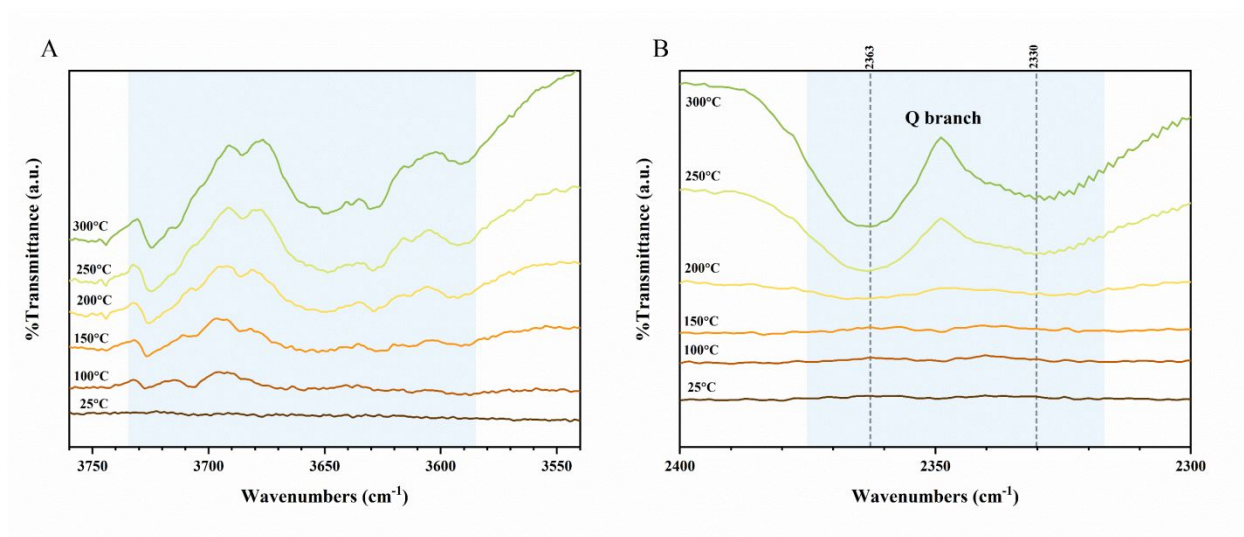 A
%Transmittance (a.u.)
300°C
250°C
200°C
150°C
100°C
25°C
3750 3700 3650 3600 3550
Wavenumbers (cm⁻¹)
B
2363 2330
%Transmittance (a.u.)
300°C
Q branch
250°C
200°C
150°C
100°C
25°C
2400 2350 2300
Wavenumbers (cm⁻¹)